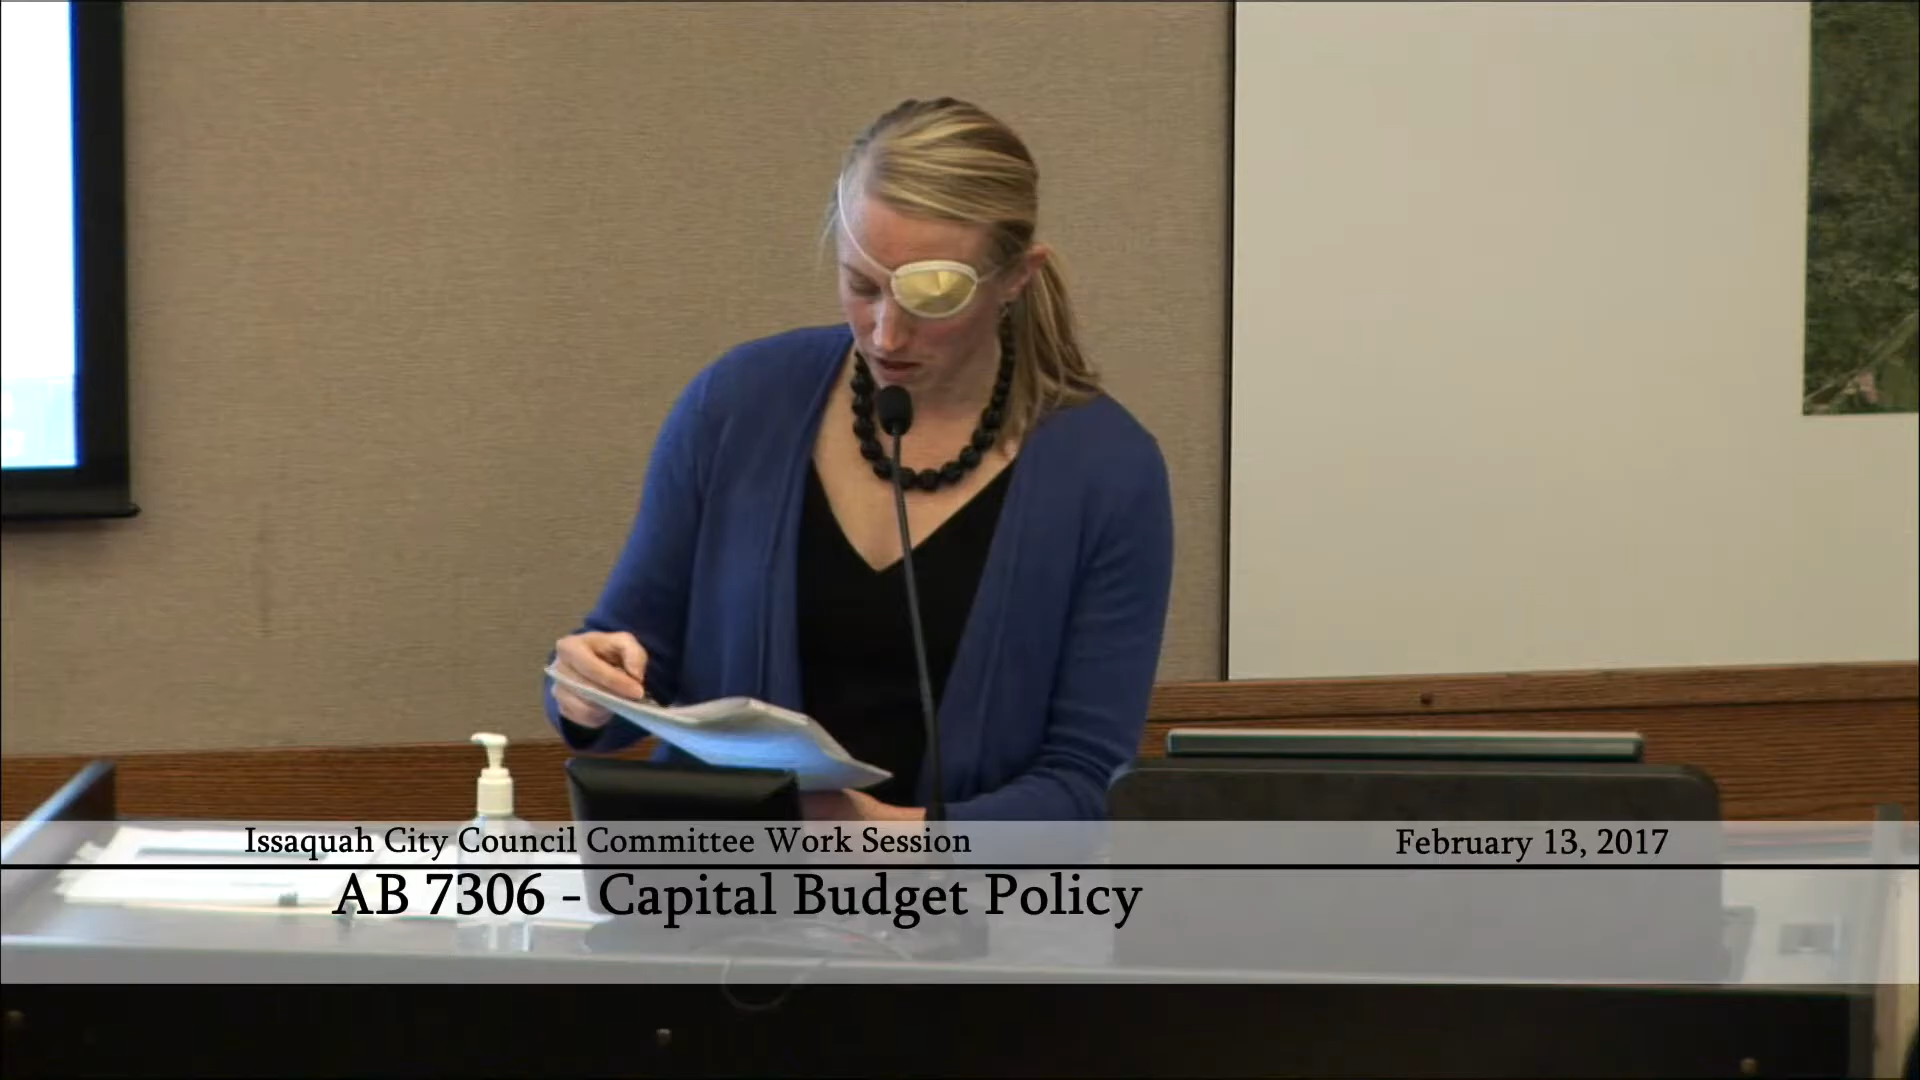 Issaquah City Council Committee Work Session
February 13, 2017
AB 7306 - Capital Budget Policy